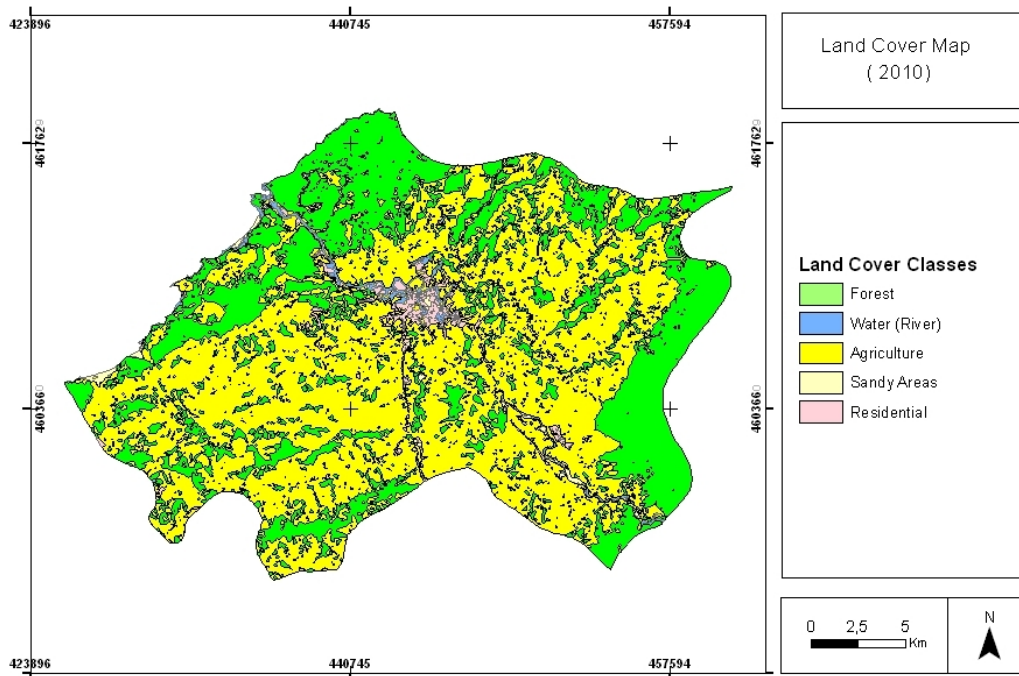 423896 440745 457594
Land Cover Map
( 2010)
4617629 4617629
Land Cover Classes
Forest
Water (River)
Agriculture
Sandy Areas
Residential
4603660 4603660
0 2,5 5
Km
N
423896 440745 457594